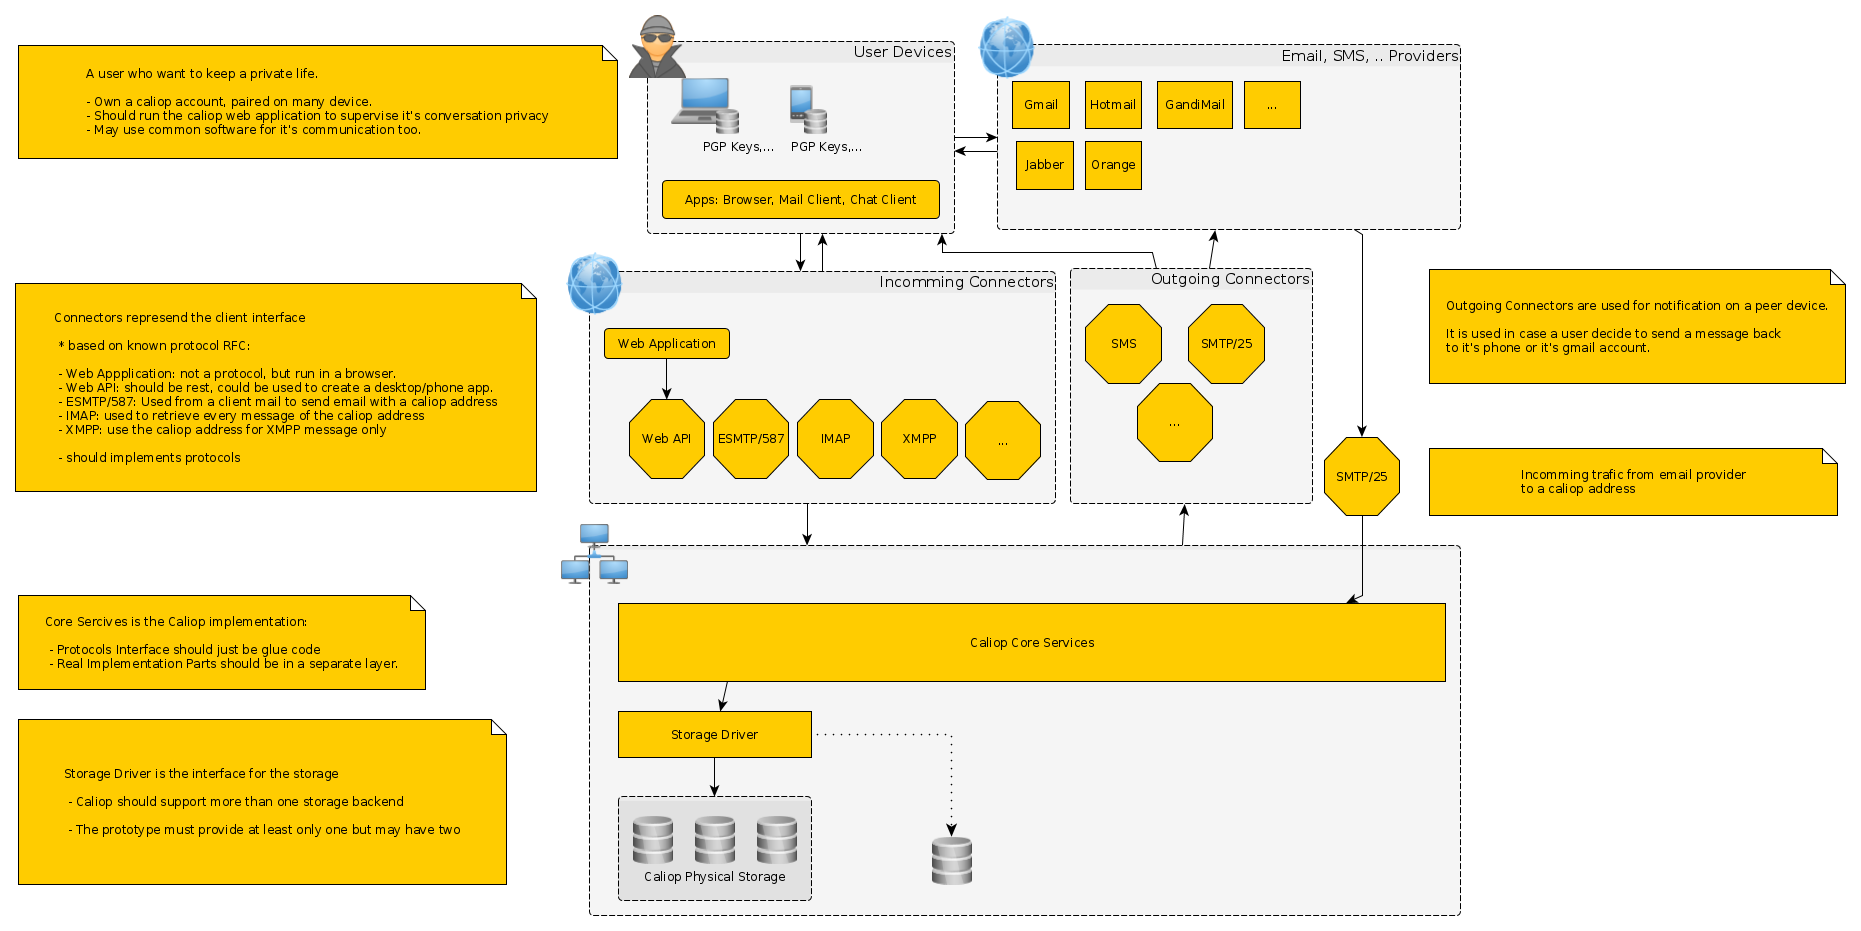 A user who want to keep a private life.
- Own a caliop account, paired on many device.
- Should run the caliop web application to supervise it's conversation privacy
- May use common software for it's communication too.
User Devices
PGP Keys,...
PGP Keys,...
Apps: Browser, Mail Client, Chat Client
Email, SMS, .. Providers
Gmail
Hotmail
GandiMail
...
Jabber
Orange
Connectors represend the client interface
* based on known protocol RFC:
- Web Appplication: not a protocol, but run in a browser.
- Web API: should be rest, could be used to create a desktop/phone app.
- ESMTP/587: Used from a client mail to send email with a caliop address
- IMAP: used to retrieve every message of the caliop address
- XMPP: use the caliop address for XMPP message only
- should implements protocols
Incomming Connectors
Web Application
Web API
ESMTP/587
IMAP
XMPP
...
Outgoing Connectors
SMS
SMTP/25
...
Outgoing Connectors are used for notification on a peer device.
It is used in case a user decide to send a message back
to it's phone or it's gmail account.
SMTP/25
Incomming trafic from email provider
to a caliop address
Core Sercives is the Caliop implementation:
- Protocols Interface should just be glue code
- Real Implementation Parts should be in a separate layer.
Caliop Core Services
Storage Driver
Storage Driver is the interface for the storage
- Caliop should support more than one storage backend
- The prototype must provide at least only one but may have two
Caliop Physical Storage